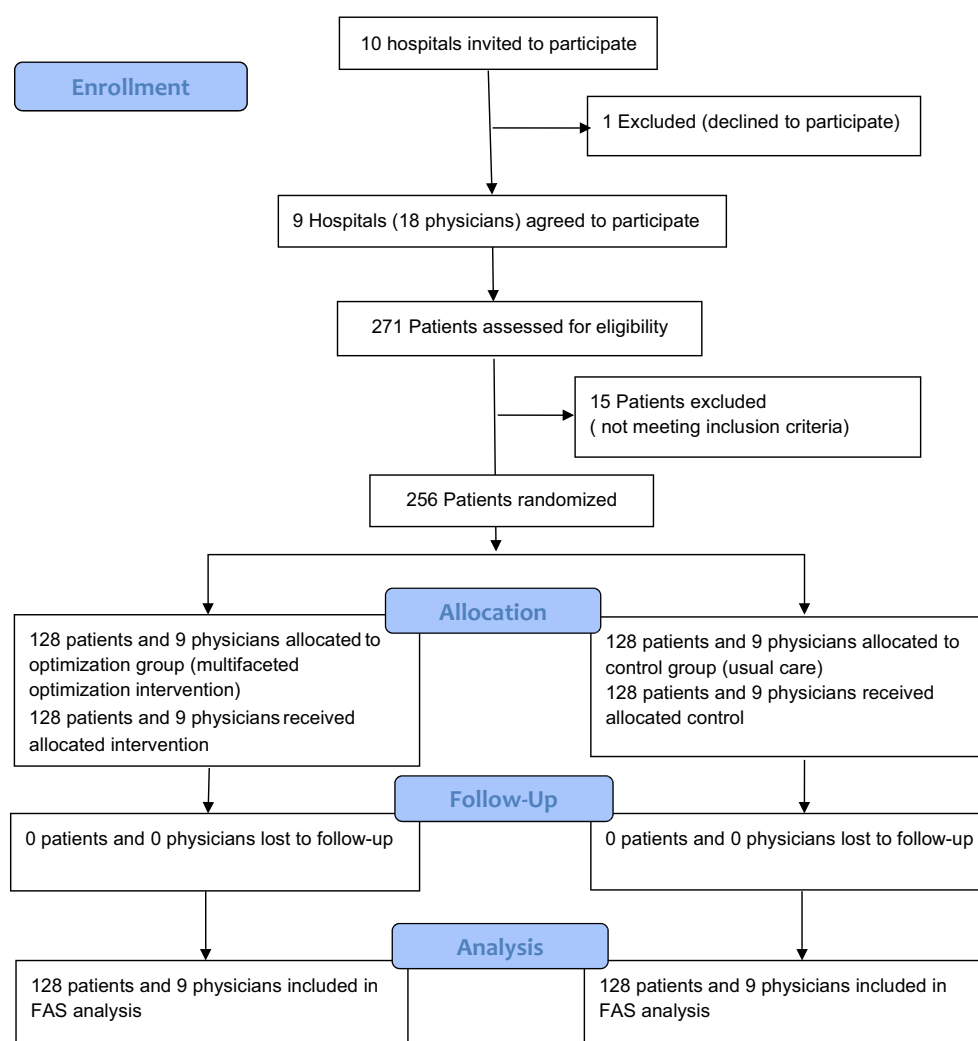 10 hospitals invited to participate
Enrollment
1 Excluded (declined to participate)
9 Hospitals (18 physicians) agreed to participate
271 Patients assessed for eligibility
15 Patients excluded
( not meeting inclusion criteria)
256 Patients randomized
Allocation
128 patients and 9 physicians allocated to
optimization group (multifaceted
optimization intervention)
128 patients and 9 physicians received
allocated intervention
128 patients and 9 physicians allocated to
control group (usual care)
128 patients and 9 physicians received
allocated control
Follow-Up
0 patients and 0 physicians lost to follow-up
0 patients and 0 physicians lost to follow-up
Analysis
128 patients and 9 physicians included in
FAS analysis
128 patients and 9 physicians included in
FAS analysis